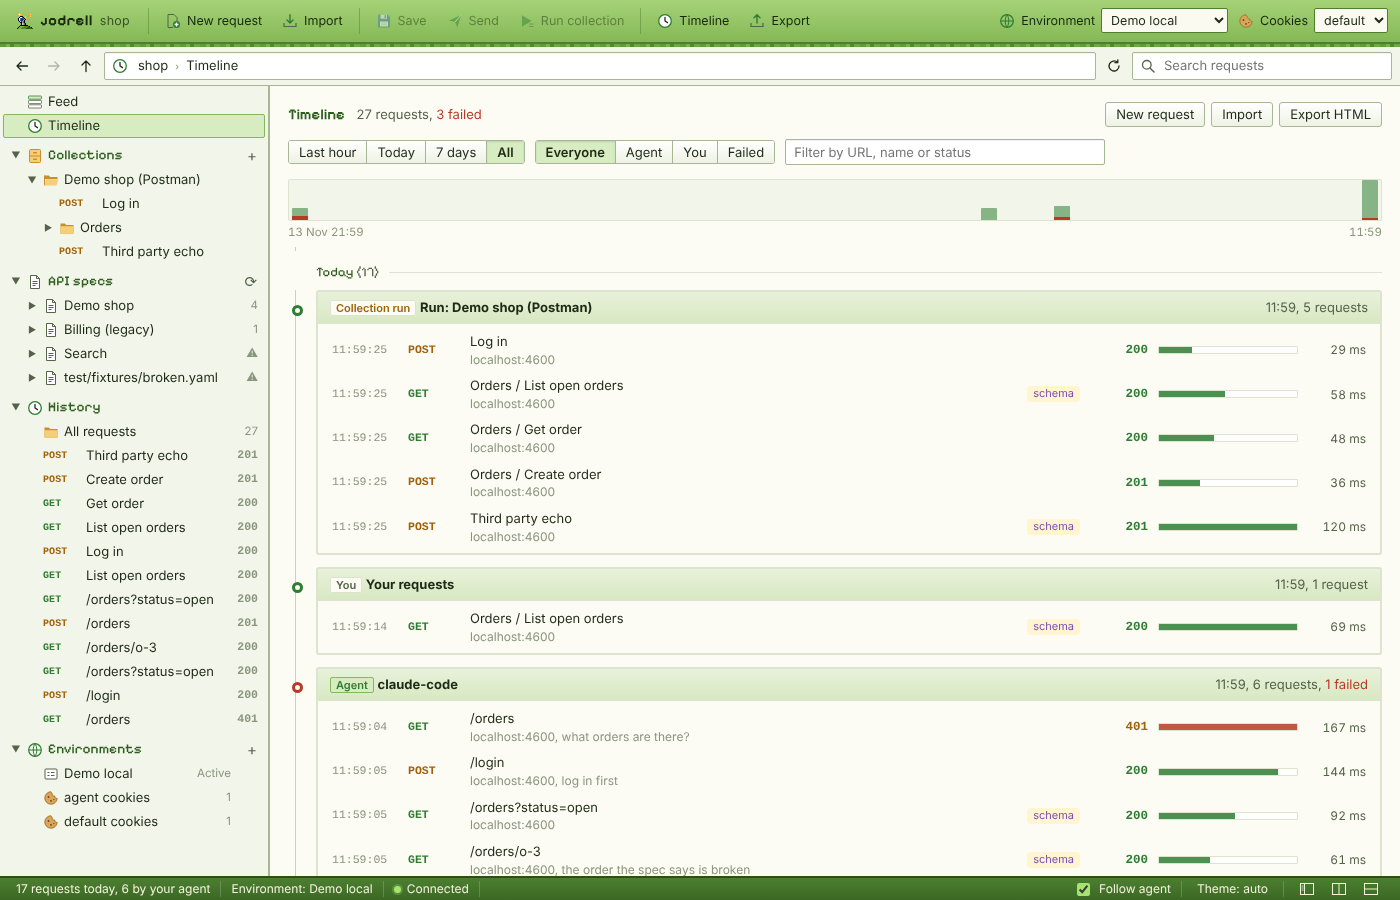 jodrell shop New request Import Save Send Run collection Timeline Export Environment Demo local Cookies default
shop › Timeline Search requests
Feed
Timeline
Collections +
Demo shop (Postman)
POST Log in
Orders
POST Third party echo
API specs
Demo shop 4
Billing (legacy) 1
Search
test/fixtures/broken.yaml
History
All requests 27
POST Third party echo 201
POST Create order 201
GET Get order 200
GET List open orders 200
POST Log in 200
GET List open orders 200
GET /orders?status=open 200
POST /orders 201
GET /orders/o-3 200
GET /orders?status=open 200
POST /login 200
GET /orders 401
Environments +
Demo local Active
agent cookies 1
default cookies 1
Timeline 27 requests, 3 failed New request Import Export HTML
Last hour Today 7 days All Everyone Agent You Failed Filter by URL, name or status
13 Nov 21:59 11:59
Today (17)
Collection run Run: Demo shop (Postman) 11:59, 5 requests
11:59:25 POST Log in 200 29 ms
localhost:4600
11:59:25 GET Orders / List open orders schema 200 58 ms
localhost:4600
11:59:25 GET Orders / Get order 200 48 ms
localhost:4600
11:59:25 POST Orders / Create order 201 36 ms
localhost:4600
11:59:25 POST Third party echo schema 201 120 ms
localhost:4600
You Your requests 11:59, 1 request
11:59:14 GET Orders / List open orders schema 200 69 ms
localhost:4600
Agent claude-code 11:59, 6 requests, 1 failed
11:59:04 GET /orders 401 167 ms
localhost:4600, what orders are there?
11:59:05 POST /login 200 144 ms
localhost:4600, log in first
11:59:05 GET /orders?status=open schema 200 92 ms
localhost:4600
11:59:05 GET /orders/o-3 schema 200 61 ms
localhost:4600, the order the spec says is broken
17 requests today, 6 by your agent Environment: Demo local Connected Follow agent Theme: auto